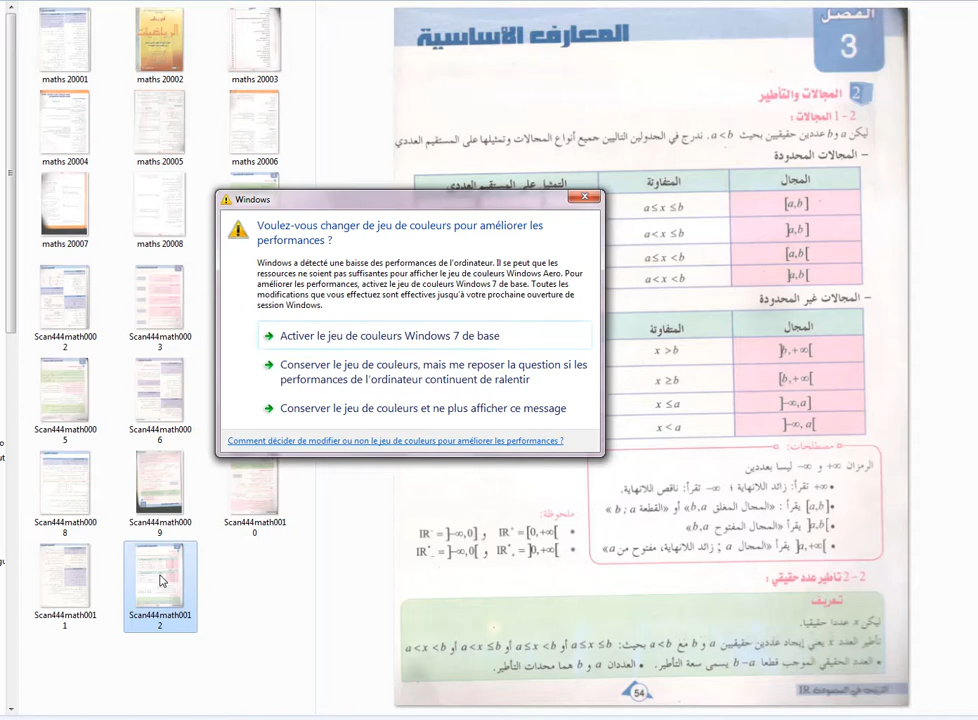 maths 20001
maths 20002
maths 20003
maths 20004
maths 20005
maths 20006
maths 20007
maths 20008
Scan444math000
2
Scan444math000
3
Scan444math000
5
Scan444math000
6
Scan444math000
8
Scan444math000
9
Scan444math001
0
Scan444math001
1
Scan444math001
2
Windows
Voulez-vous changer de jeu de couleurs pour améliorer les
performances ?
Windows a détecté une baisse des performances de l'ordinateur. Il se peut que les
ressources ne soient pas suffisantes pour afficher le jeu de couleurs Windows Aero. Pour
améliorer les performances, activez le jeu de couleurs Windows 7 de base. Toutes les
modifications que vous effectuez sont effectives jusqu'à votre prochaine ouverture de
session Windows.
Activer le jeu de couleurs Windows 7 de base
Conserver le jeu de couleurs, mais me reposer la question si les
performances de l'ordinateur continuent de ralentir
Conserver le jeu de couleurs et ne plus afficher ce message
Comment décider de modifier ou non le jeu de couleurs pour améliorer les performances ?
الفصل
3
المعارف الأساسية
2 المجالات والتأطير
2-1 المجالات :
ليكن a و b عددين حقيقيين بحيث a<b. ندرج في الجدولين التاليين جميع أنواع المجالات وتمثيلها على المستقيم العددي
– المجالات المحدودة
المجال المتفاوتة التمثيل على المستقيم العددي
[a,b] a≤x≤b
]a,b] a<x≤b
[a,b[ a≤x<b
]a,b[ a<x<b
– المجالات غير المحدودة
المجال المتفاوتة
]b,+∞[ x>b
[b,+∞[ x≥b
]-∞,a] x≤a
]-∞,a[ x<a
مصطلحات:
الرمزان +∞ و -∞ ليسا بعددين
• +∞ تقرأ: زائد اللانهاية ؛ -∞ تقرأ: ناقص اللانهاية.
• [a,b] يقرأ : «المجال المغلق a,b» أو «القطعة a ; b»
• ]a,b[ يقرأ «المجال المفتوح a,b»
• ]a,+∞[ يقرأ «المجال a ; زائد اللانهاية، مفتوح من a»
ملحوظة:
• IR⁺=[0,+∞[ و IR⁻=]-∞,0]
• IR*₊=]0,+∞[ و IR*₋=]-∞,0[
2-2 تأطير عدد حقيقي :
تعريف
ليكن x عددا حقيقيا.
تأطير العدد x يعني إيجاد عددين حقيقيين a و b مع a<b بحيث: a≤x≤b أو a≤x<b أو a<x≤b أو a<x<b
• العدد الحقيقي الموجب قطعا b-a يسمى سعة التأطير. • العددان a و b هما محدات التأطير.
54
الترتيب في المجموعة IR